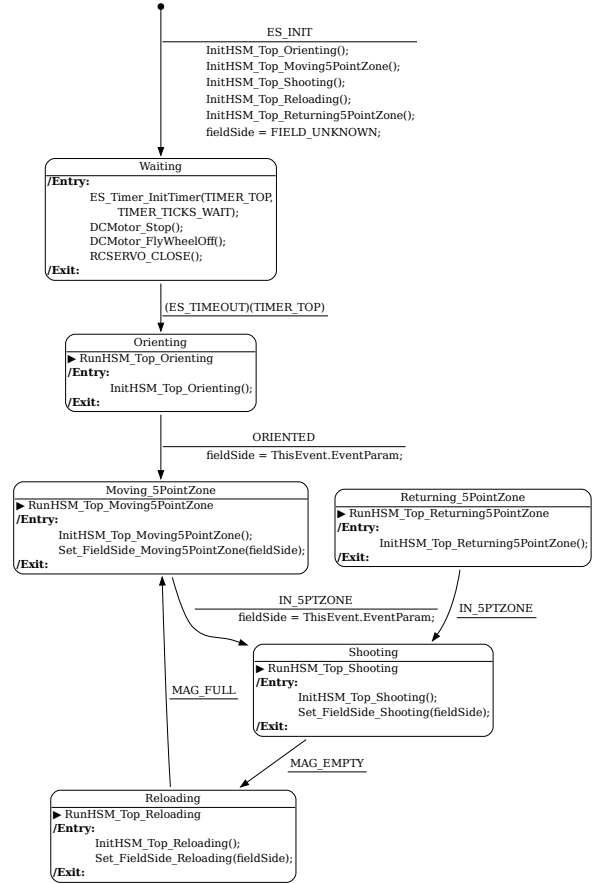 ES_INIT
InitHSM_Top_Orienting();
InitHSM_Top_Moving5PointZone();
InitHSM_Top_Shooting();
InitHSM_Top_Reloading();
InitHSM_Top_Returning5PointZone();
fieldSide = FIELD_UNKNOWN;
Waiting
/Entry:
ES_Timer_InitTimer(TIMER_TOP,
TIMER_TICKS_WAIT);
DCMotor_Stop();
DCMotor_FlyWheelOff();
RCSERVO_CLOSE();
/Exit:
(ES_TIMEOUT)(TIMER_TOP)
Orienting
▶ RunHSM_Top_Orienting
/Entry:
InitHSM_Top_Orienting();
/Exit:
ORIENTED
fieldSide = ThisEvent.EventParam;
Moving_5PointZone
▶ RunHSM_Top_Moving5PointZone
/Entry:
InitHSM_Top_Moving5PointZone();
Set_FieldSide_Moving5PointZone(fieldSide);
/Exit:
Returning_5PointZone
▶ RunHSM_Top_Returning5PointZone
/Entry:
InitHSM_Top_Returning5PointZone();
/Exit:
IN_5PTZONE
fieldSide = ThisEvent.EventParam;
IN_5PTZONE
Shooting
▶ RunHSM_Top_Shooting
/Entry:
InitHSM_Top_Shooting();
Set_FieldSide_Shooting(fieldSide);
/Exit:
MAG_FULL
MAG_EMPTY
Reloading
▶ RunHSM_Top_Reloading
/Entry:
InitHSM_Top_Reloading();
Set_FieldSide_Reloading(fieldSide);
/Exit: